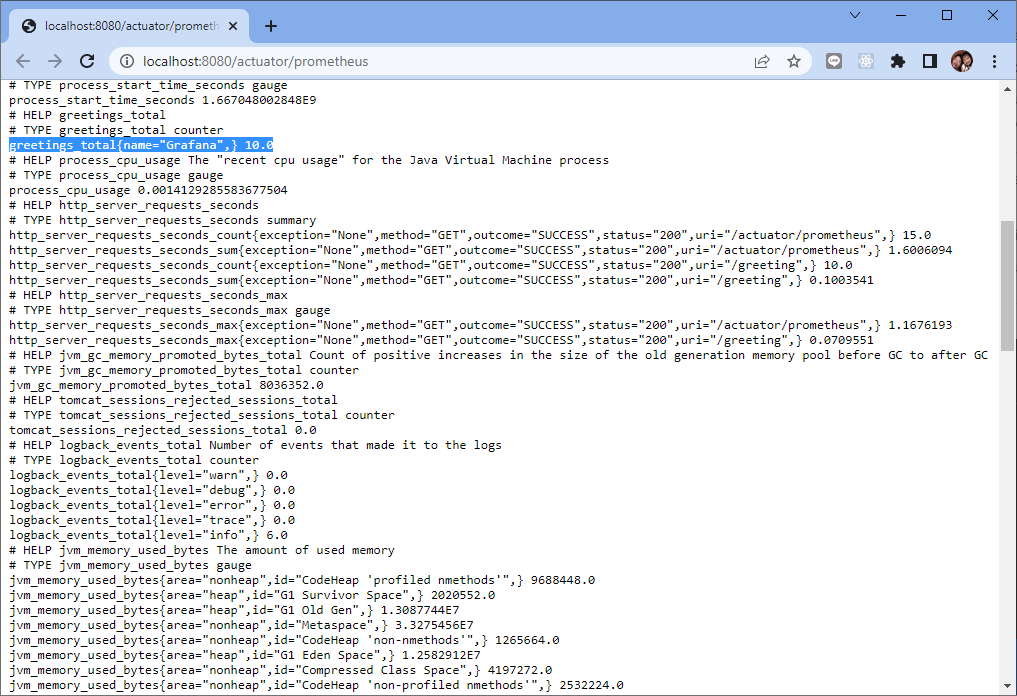 localhost:8080/actuator/prometh
localhost:8080/actuator/prometheus
# TYPE process_start_time_seconds gauge
process_start_time_seconds 1.667048002848E9
# HELP greetings_total
# TYPE greetings_total counter
greetings_total{name="Grafana",} 10.0
# HELP process_cpu_usage The "recent cpu usage" for the Java Virtual Machine process
# TYPE process_cpu_usage gauge
process_cpu_usage 0.0014129285583677504
# HELP http_server_requests_seconds
# TYPE http_server_requests_seconds summary
http_server_requests_seconds_count{exception="None",method="GET",outcome="SUCCESS",status="200",uri="/actuator/prometheus",} 15.0
http_server_requests_seconds_sum{exception="None",method="GET",outcome="SUCCESS",status="200",uri="/actuator/prometheus",} 1.6006094
http_server_requests_seconds_count{exception="None",method="GET",outcome="SUCCESS",status="200",uri="/greeting",} 10.0
http_server_requests_seconds_sum{exception="None",method="GET",outcome="SUCCESS",status="200",uri="/greeting",} 0.1003541
# HELP http_server_requests_seconds_max
# TYPE http_server_requests_seconds_max gauge
http_server_requests_seconds_max{exception="None",method="GET",outcome="SUCCESS",status="200",uri="/actuator/prometheus",} 1.1676193
http_server_requests_seconds_max{exception="None",method="GET",outcome="SUCCESS",status="200",uri="/greeting",} 0.0709551
# HELP jvm_gc_memory_promoted_bytes_total Count of positive increases in the size of the old generation memory pool before GC to after GC
# TYPE jvm_gc_memory_promoted_bytes_total counter
jvm_gc_memory_promoted_bytes_total 8036352.0
# HELP tomcat_sessions_rejected_sessions_total
# TYPE tomcat_sessions_rejected_sessions_total counter
tomcat_sessions_rejected_sessions_total 0.0
# HELP logback_events_total Number of events that made it to the logs
# TYPE logback_events_total counter
logback_events_total{level="warn",} 0.0
logback_events_total{level="debug",} 0.0
logback_events_total{level="error",} 0.0
logback_events_total{level="trace",} 0.0
logback_events_total{level="info",} 6.0
# HELP jvm_memory_used_bytes The amount of used memory
# TYPE jvm_memory_used_bytes gauge
jvm_memory_used_bytes{area="nonheap",id="CodeHeap 'profiled nmethods'",} 9688448.0
jvm_memory_used_bytes{area="heap",id="G1 Survivor Space",} 2020552.0
jvm_memory_used_bytes{area="heap",id="G1 Old Gen",} 1.3087744E7
jvm_memory_used_bytes{area="nonheap",id="Metaspace",} 3.3275456E7
jvm_memory_used_bytes{area="nonheap",id="CodeHeap 'non-nmethods'",} 1265664.0
jvm_memory_used_bytes{area="heap",id="G1 Eden Space",} 1.2582912E7
jvm_memory_used_bytes{area="nonheap",id="Compressed Class Space",} 4197272.0
jvm_memory_used_bytes{area="nonheap",id="CodeHeap 'non-profiled nmethods'",} 2532224.0